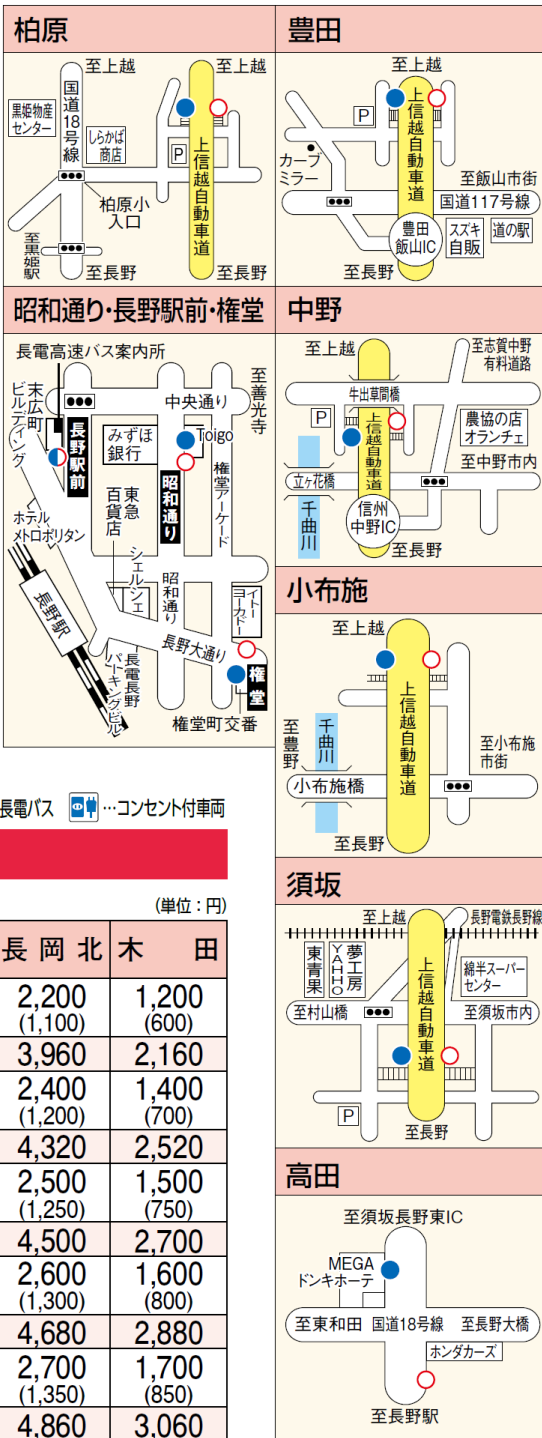 柏原
至上越
至上越
国道18号線
黒姫物産
センター
しらかば
商店
P
上信越自動車道
柏原小
入口
至黒姫駅
至長野
至長野
豊田
至上越
P
上信越自動車道
カーブ
ミラー
至飯山市街
国道117号線
豊田
飯山IC
スズキ
自販
道の駅
至長野
昭和通り・長野駅前・権堂
長電高速バス案内所
末広町
ビルディング
中央通り
至善光寺
長野駅前
みずほ
銀行
Toigo
昭和通り
権堂アーケード
東急
百貨店
ホテル
メトロポリタン
シェルシェ
昭和通り
イトー
ヨーカドー
長野駅
長野大通り
権堂
長電長野
パーキングビル
権堂町交番
中野
至上越
至志賀中野
有料道路
牛出草間橋
P
上信越自動車道
農協の店
オランチェ
至中野市内
立ヶ花橋
千曲川
信州
中野IC
至長野
小布施
至上越
上信越自動車道
至豊野
千曲川
至小布施
市街
小布施橋
至長野
須坂
至上越
長野電鉄長野線
東青果
夢工房
YAHHO
上信越自動車道
綿半スーパー
センター
至村山橋
至須坂市内
P
至長野
高田
至須坂長野東IC
MEGA
ドンキホーテ
至東和田 国道18号線 至長野大橋
ホンダカーズ
至長野駅
長電バス …コンセント付車両
(単位：円)
長岡北 木田
2,200 1,200
(1,100) (600)
3,960 2,160
2,400 1,400
(1,200) (700)
4,320 2,520
2,500 1,500
(1,250) (750)
4,500 2,700
2,600 1,600
(1,300) (800)
4,680 2,880
2,700 1,700
(1,350) (850)
4,860 3,060